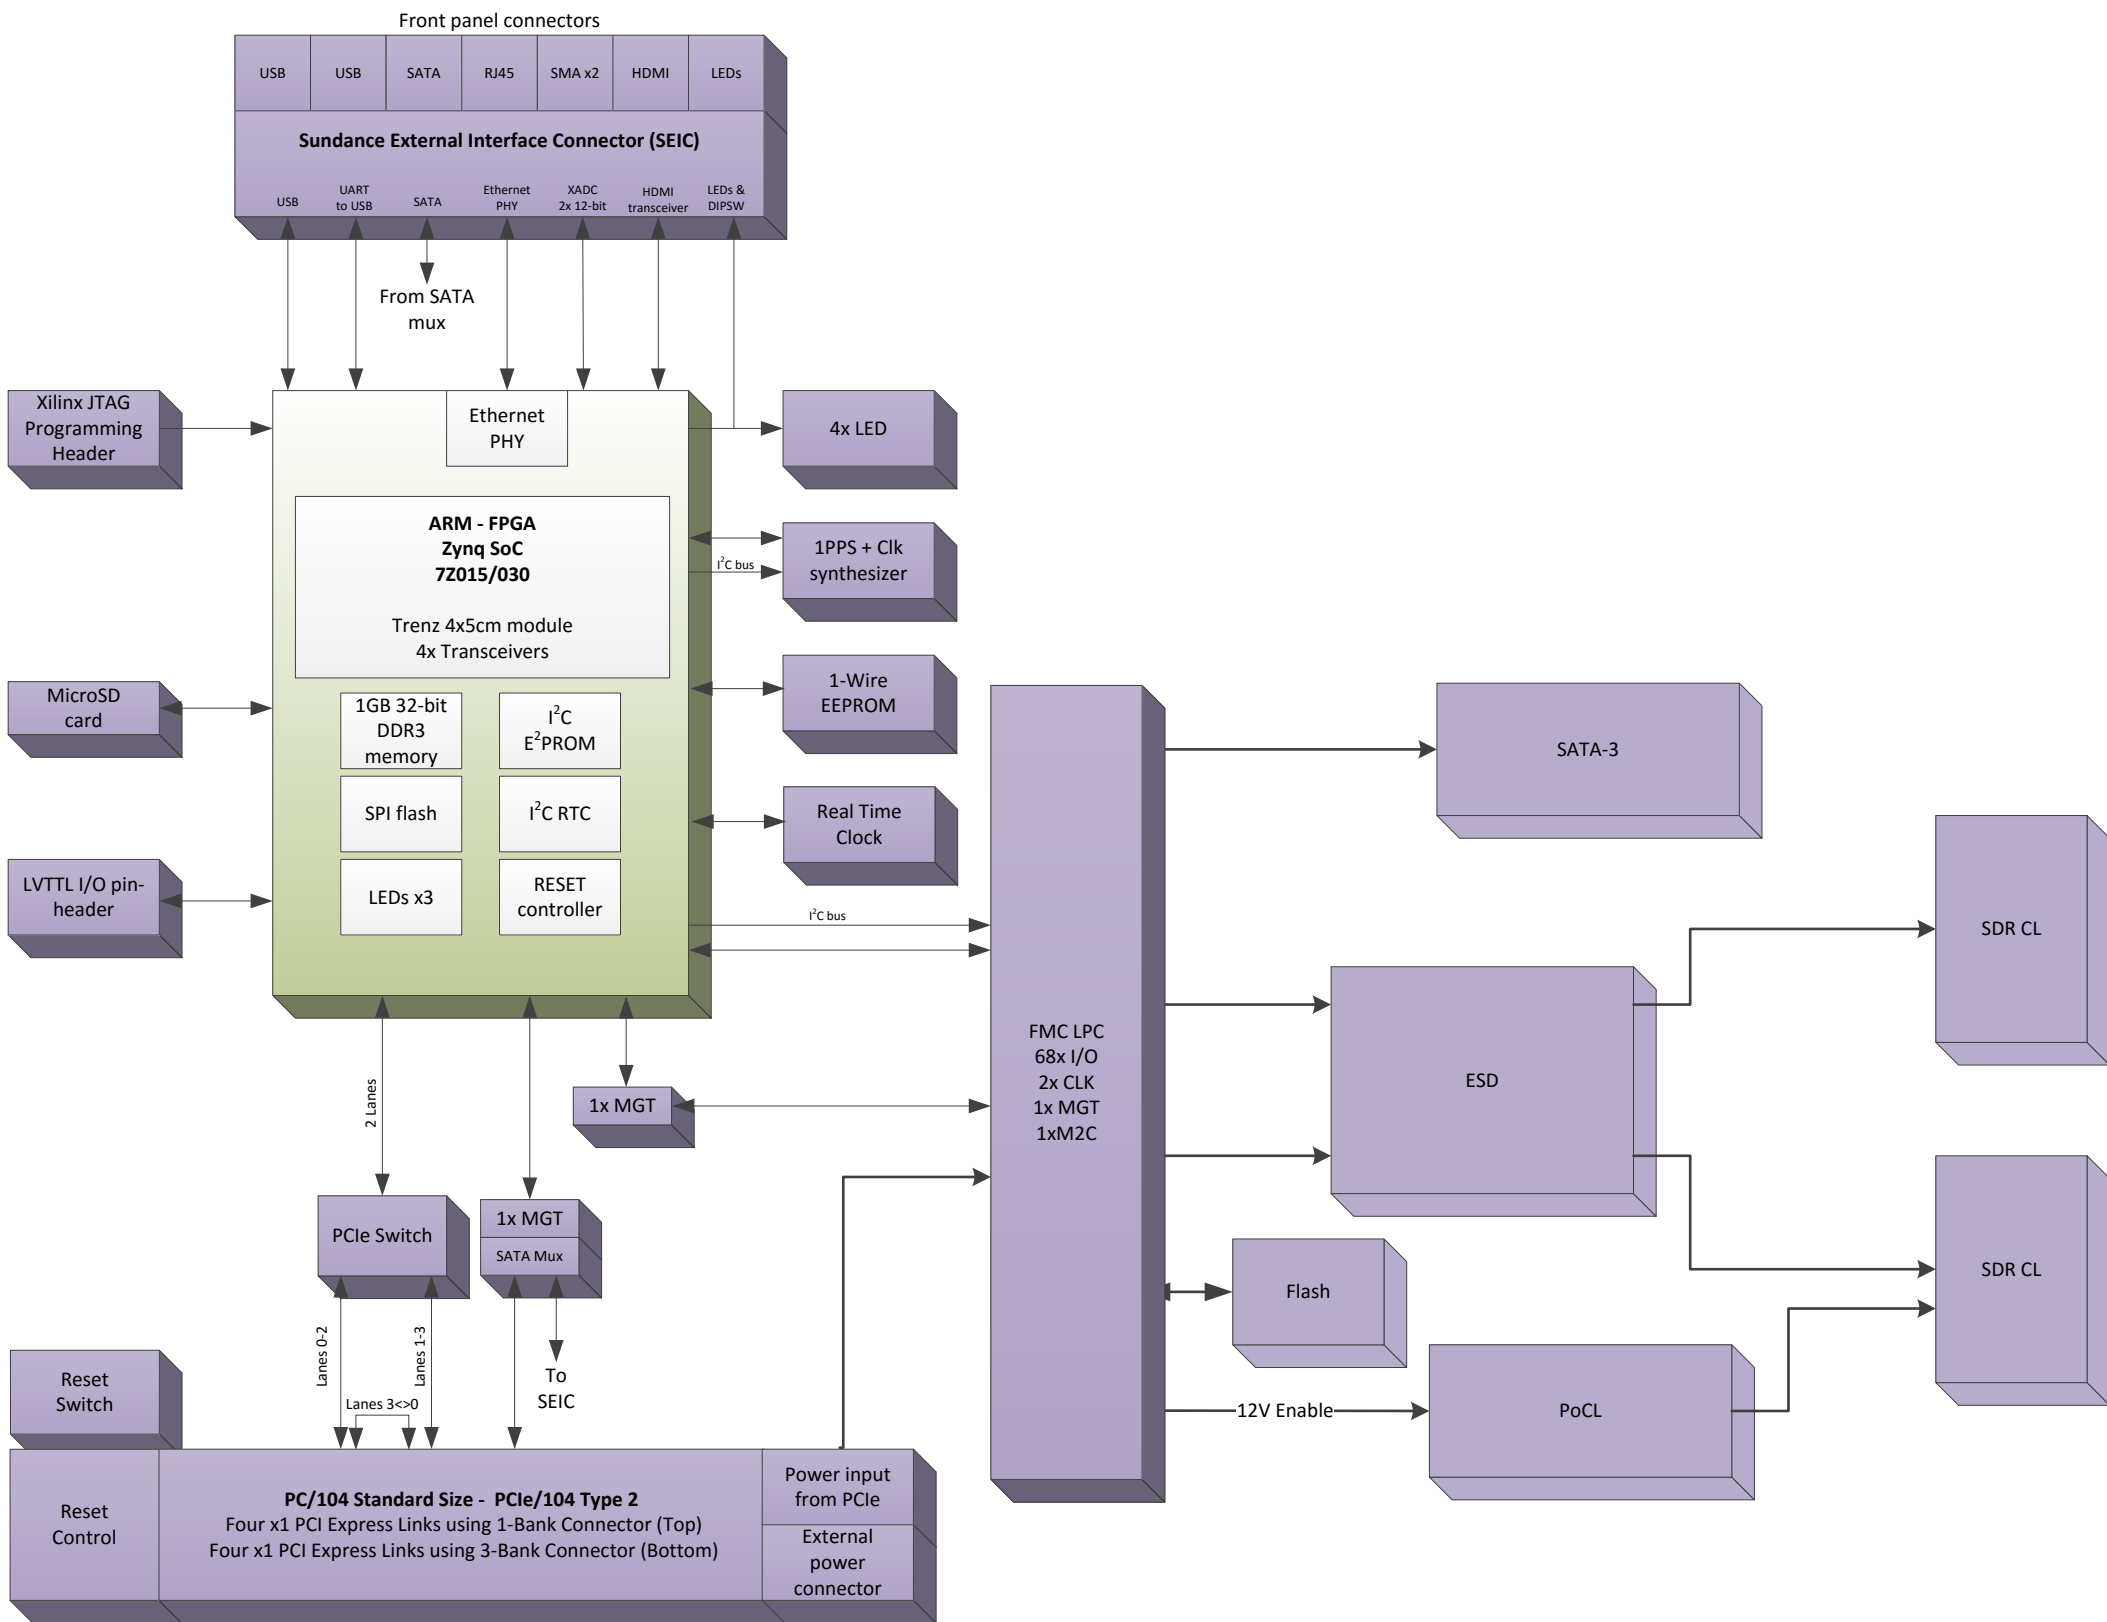 Front panel connectors
USB
USB
SATA
RJ45
SMA x2
HDMI
LEDs
Sundance External Interface Connector (SEIC)
USB
UART
to USB
SATA
Ethernet
PHY
XADC
2x 12-bit
HDMI
transceiver
LEDs &
DIPSW
From SATA
mux
Xilinx JTAG
Programming
Header
Ethernet
PHY
4x LED
ARM - FPGA
Zynq SoC
7Z015/030
Trenz 4x5cm module
4x Transceivers
1PPS + Clk
synthesizer
I²C bus
MicroSD
card
1GB 32-bit
DDR3
memory
I²C
E²PROM
1-Wire
EEPROM
SPI flash
I²C RTC
Real Time
Clock
LVTTL I/O pin-
header
LEDs x3
RESET
controller
I²C bus
FMC LPC
68x I/O
2x CLK
1x MGT
1xM2C
SATA-3
SDR CL
ESD
SDR CL
Flash
12V Enable
PoCL
2 Lanes
1x MGT
PCIe Switch
1x MGT
SATA Mux
Lanes 0-2
Lanes 1-3
Lanes 3<>0
To
SEIC
Reset
Switch
Reset
Control
PC/104 Standard Size -  PCIe/104 Type 2
Four x1 PCI Express Links using 1-Bank Connector (Top)
Four x1 PCI Express Links using 3-Bank Connector (Bottom)
Power input
from PCIe
External
power
connector